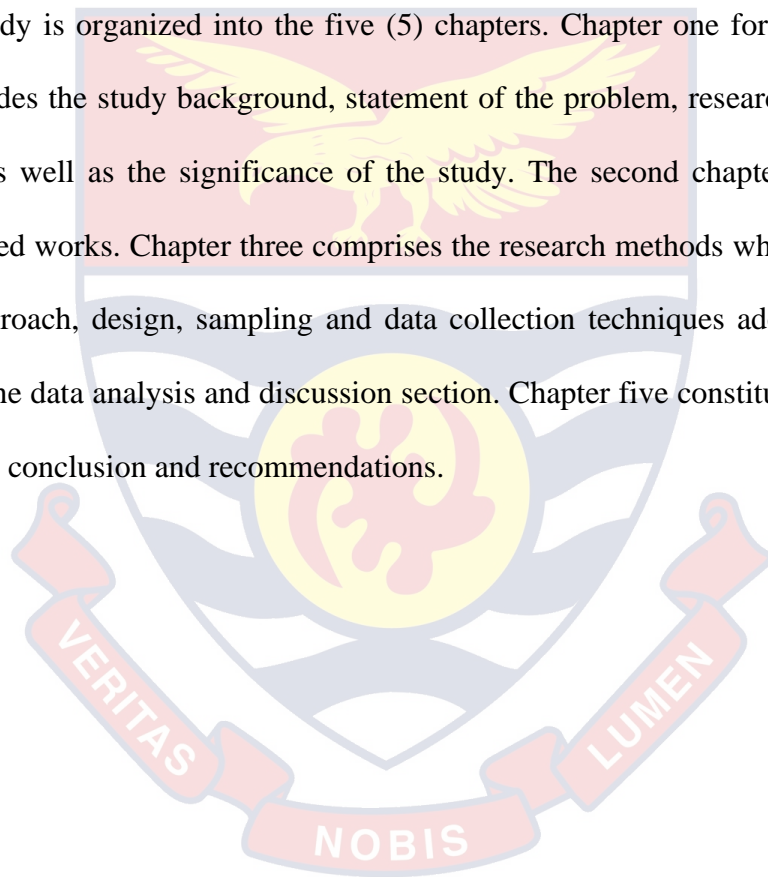 dy is organized into the five (5) chapters. Chapter one for
des the study background, statement of the problem, resear
s well as the significance of the study. The second chapte
ed works. Chapter three comprises the research methods wh
roach, design, sampling and data collection techniques ad
ne data analysis and discussion section. Chapter five constitu
conclusion and recommendations.
VERITAS
NOBIS
LUMEN